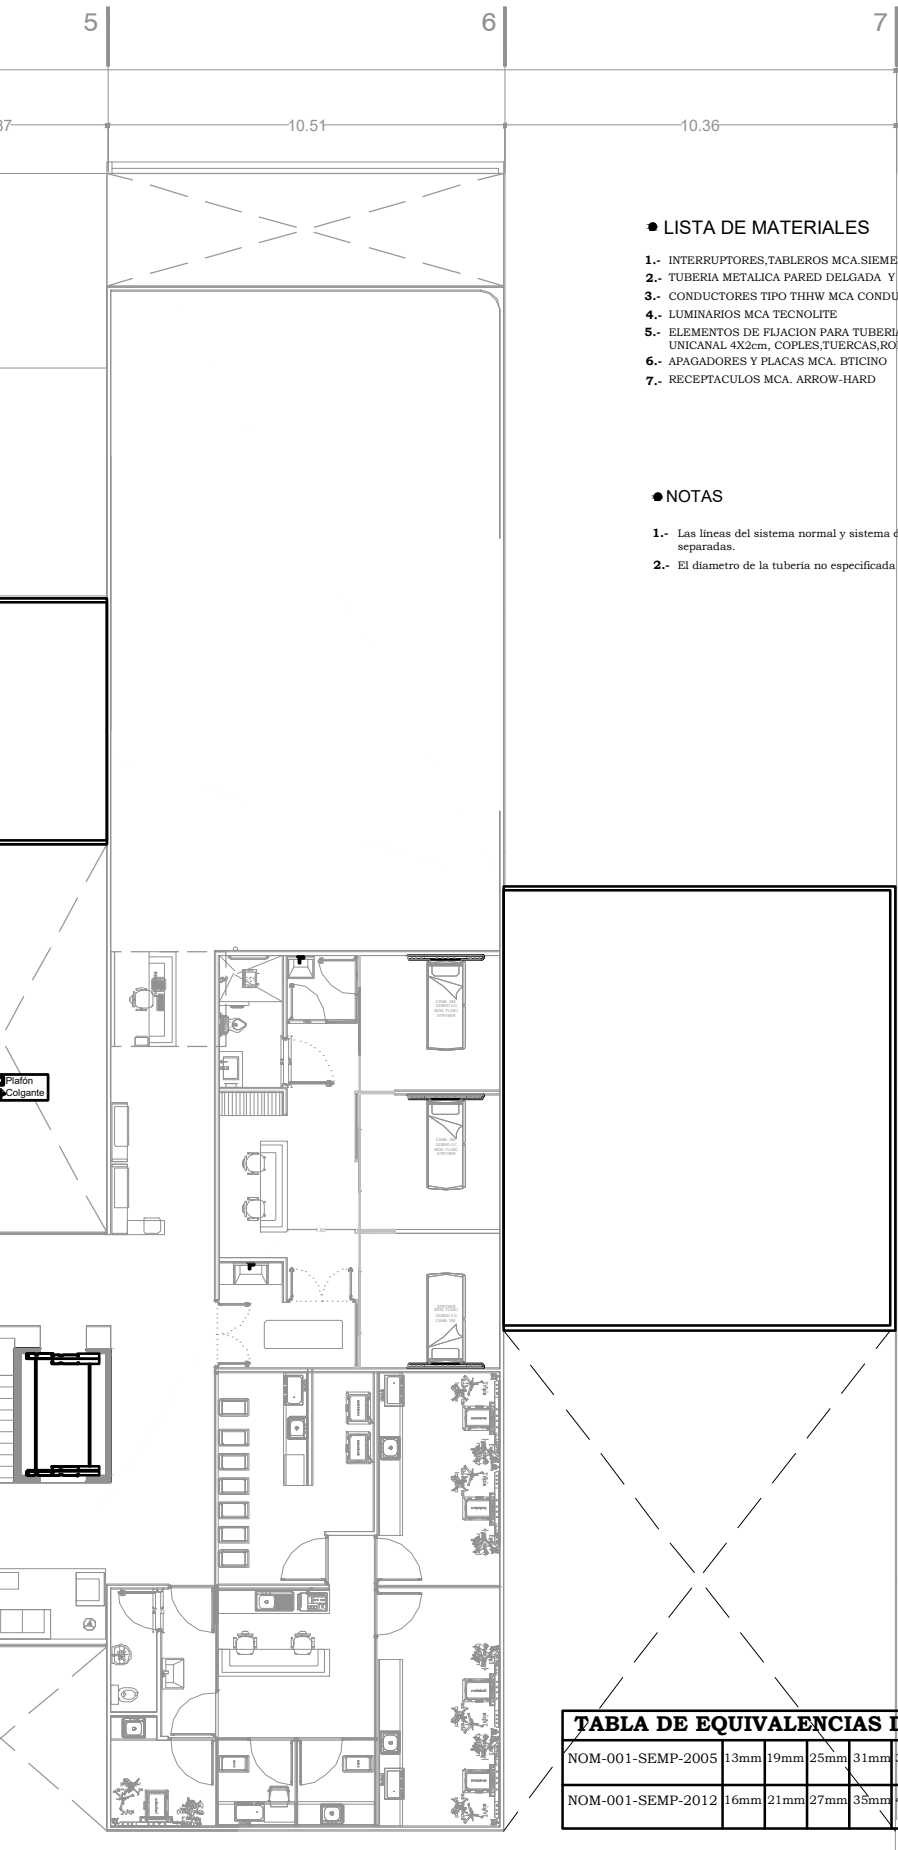 5
6
7
10.51
10.36
LISTA DE MATERIALES
1.- INTERRUPTORES,TABLEROS MCA.SIEME
2.- TUBERIA METALICA PARED DELGADA Y
3.- CONDUCTORES TIPO THHW MCA CONDU
4.- LUMINARIOS MCA TECNOLITE
5.- ELEMENTOS DE FIJACION PARA TUBERIA
UNICANAL 4X2cm, COPLES,TUERCAS,RO
6.- APAGADORES Y PLACAS MCA. BTICINO
7.- RECEPTACULOS MCA. ARROW-HARD
NOTAS
1.- Las lineas del sistema normal y sistema d
separadas.
2.- El diametro de la tuberia no especificada
Plafón
Colgante
TABLA DE EQUIVALENCIAS
NOM-001-SEMP-2005 13mm 19mm 25mm 31mm
NOM-001-SEMP-2012 16mm 21mm 27mm 35mm